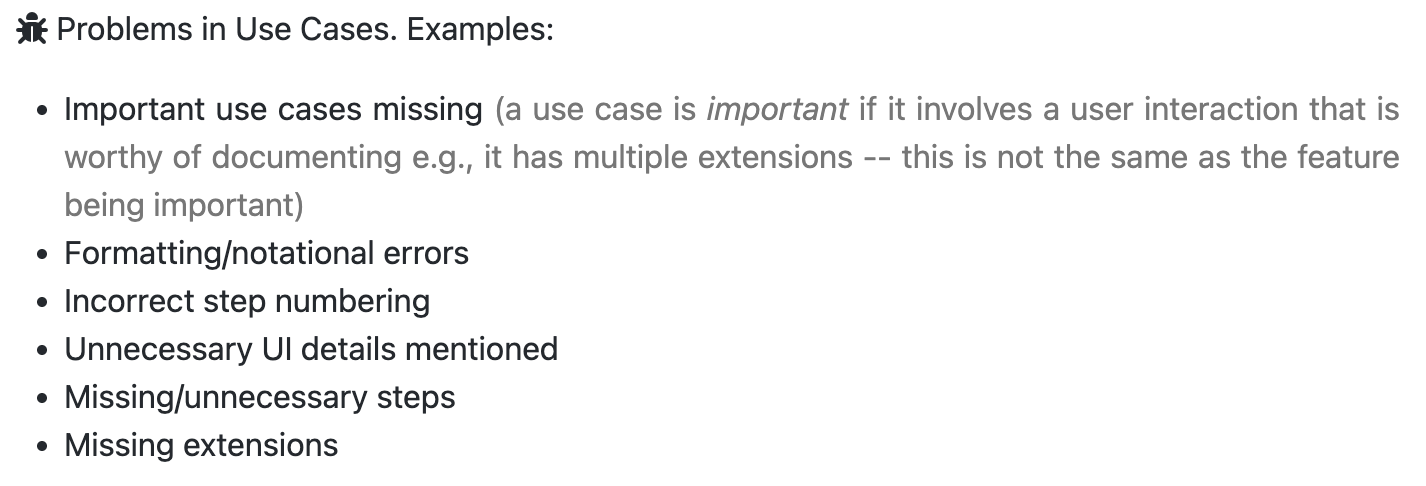 Problems in Use Cases. Examples:
• Important use cases missing (a use case is important if it involves a user interaction that is
worthy of documenting e.g., it has multiple extensions -- this is not the same as the feature
being important)
• Formatting/notational errors
• Incorrect step numbering
• Unnecessary UI details mentioned
• Missing/unnecessary steps
• Missing extensions